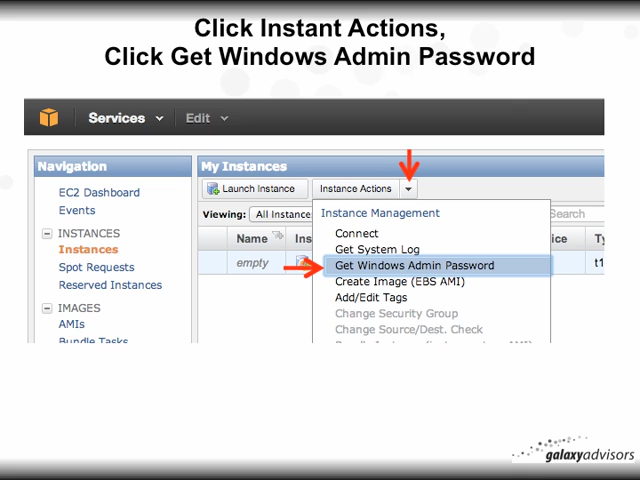 Click Instant Actions,
Click Get Windows Admin Password
Services Edit
Navigation
EC2 Dashboard
Events
INSTANCES
Instances
Spot Requests
Reserved Instances
IMAGES
AMIs
Bundle Tasks
My Instances
Launch Instance Instance Actions
Viewing: All Instance Search
Name Ins ice Ty
empty t1
Instance Management
Connect
Get System Log
Get Windows Admin Password
Create Image (EBS AMI)
Add/Edit Tags
Change Security Group
Change Source/Dest. Check
galaxyadvisors